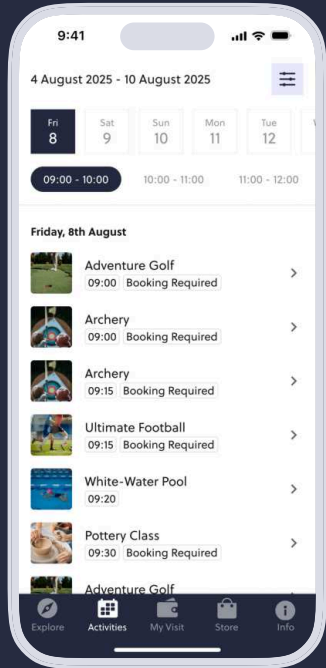 9:41
4 August 2025 - 10 August 2025
Fri Sat Sun Mon Tue
8 9 10 11 12
09:00 - 10:00 10:00 - 11:00 11:00 - 12:00
Friday, 8th August
Adventure Golf
09:00 Booking Required
Archery
09:00 Booking Required
Archery
09:15 Booking Required
Ultimate Football
09:15 Booking Required
White-Water Pool
09:20
Pottery Class
09:30 Booking Required
Adventure Golf
Explore Activities My Visit Store Info